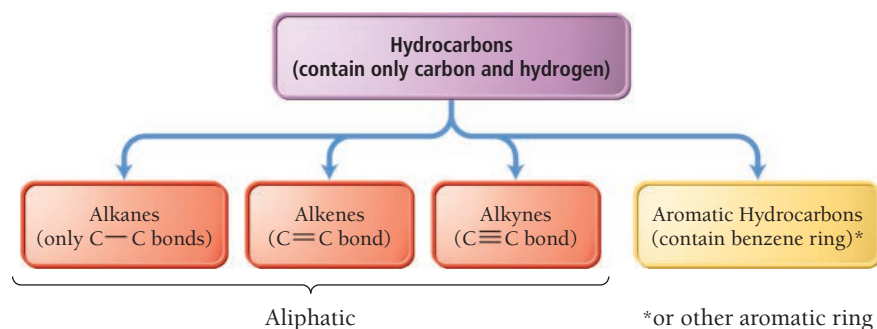 Hydrocarbons
(contain only carbon and hydrogen)
Alkanes
(only C—C bonds)
Alkenes
(C=C bond)
Alkynes
(C≡C bond)
Aromatic Hydrocarbons
(contain benzene ring)*
Aliphatic
*or other aromatic ring